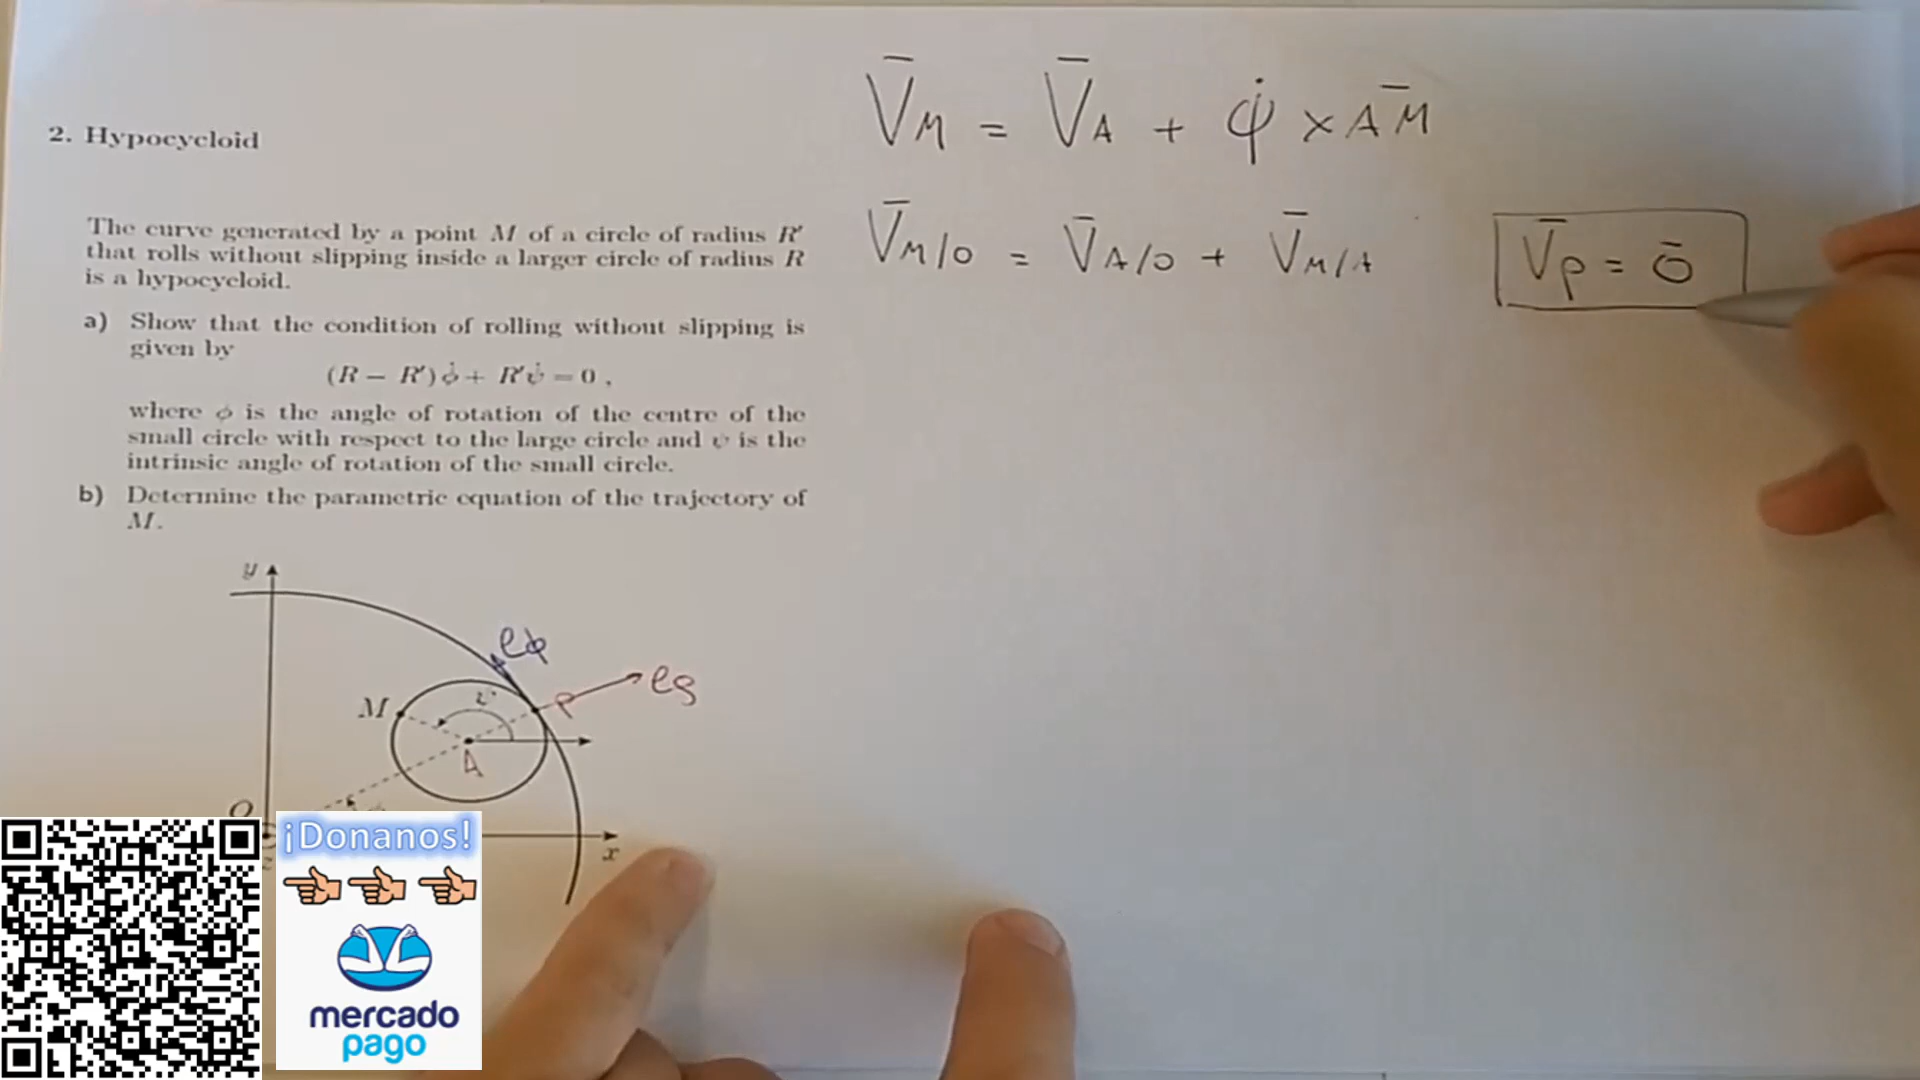 2. Hypocycloid
The curve generated by a point M of a circle of radius R'
that rolls without slipping inside a larger circle of radius R
is a hypocycloid.
a) Show that the condition of rolling without slipping is
given by
(R − R')ϕ̇ + R'ψ̇ = 0 ,
where ϕ is the angle of rotation of the centre of the
small circle with respect to the large circle and ψ is the
intrinsic angle of rotation of the small circle.
b) Determine the parametric equation of the trajectory of
M.
V̄M = V̄A + ψ̇ × AM̄
V̄M/O = V̄A/O + V̄M/A
V̄P = ō
y
eϕ
P
eρ
M
ψ
A
O
x
¡Donanos!
mercado
pago